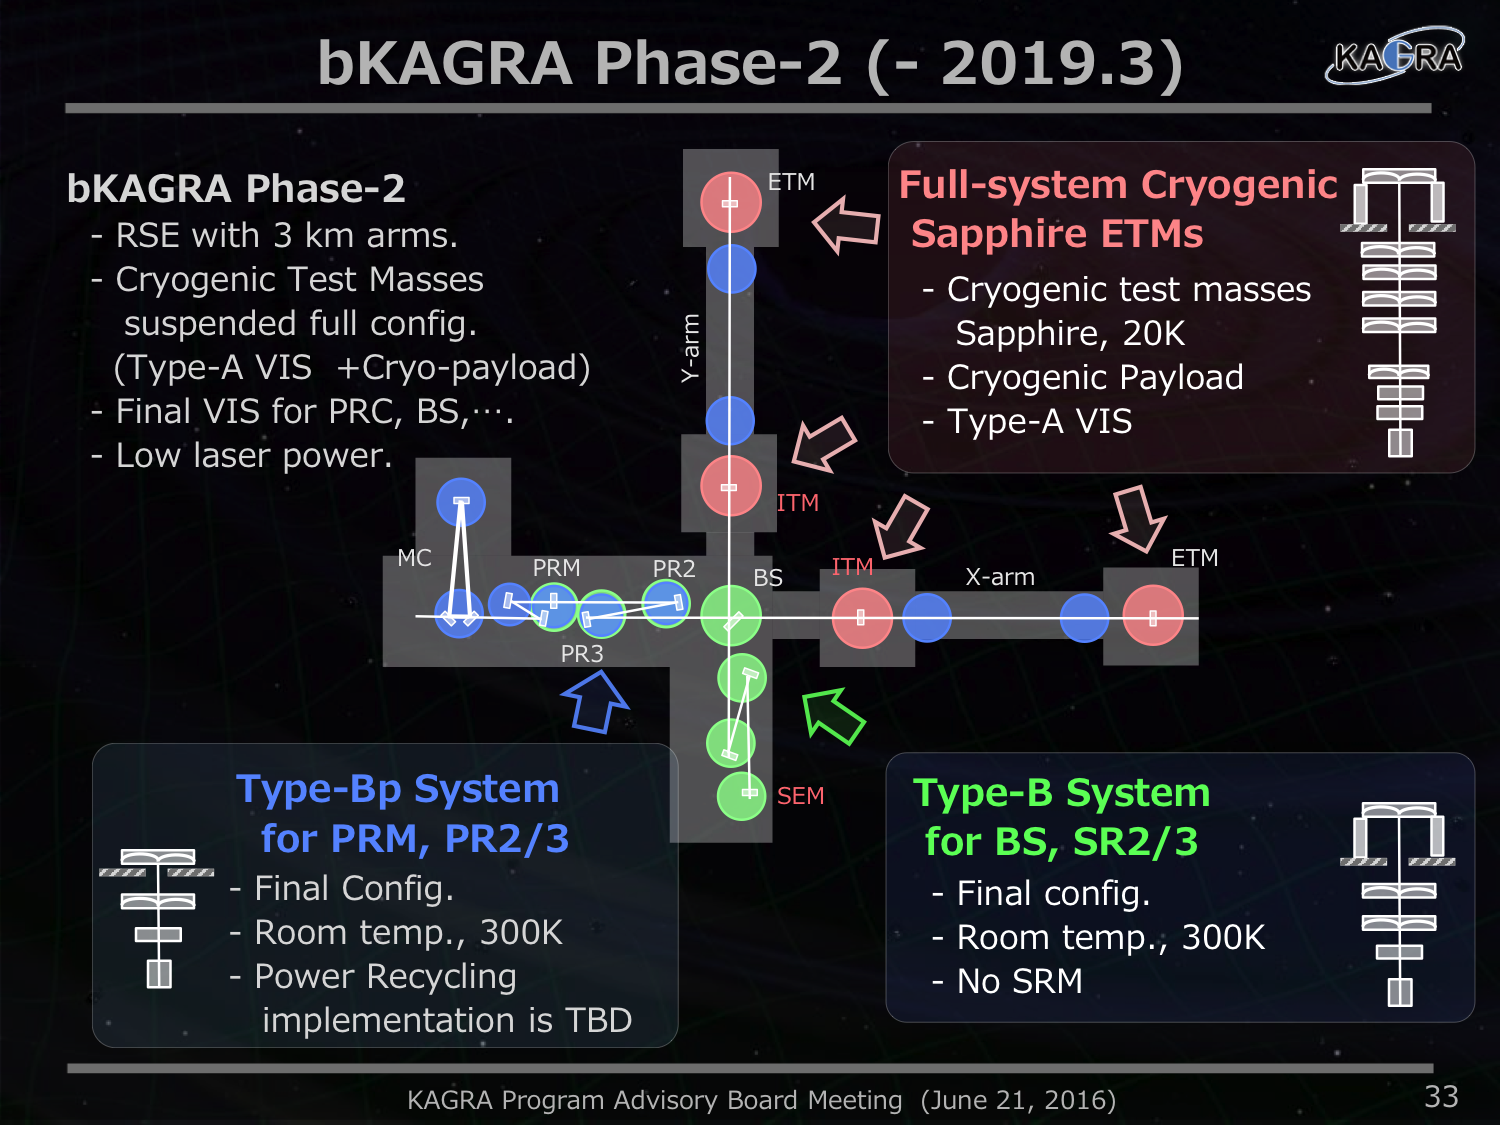 bKAGRA Phase-2 (- 2019.3)
KAGRA
bKAGRA Phase-2
- RSE with 3 km arms.
- Cryogenic Test Masses
suspended full config.
(Type-A VIS +Cryo-payload)
- Final VIS for PRC, BS,….
- Low laser power.
ETM
Y-arm
ITM
Full-system Cryogenic
Sapphire ETMs
- Cryogenic test masses
Sapphire, 20K
- Cryogenic Payload
- Type-A VIS
MC
PRM
PR2
BS
ITM
X-arm
ETM
PR3
SEM
Type-Bp System
for PRM, PR2/3
- Final Config.
- Room temp., 300K
- Power Recycling
implementation is TBD
Type-B System
for BS, SR2/3
- Final config.
- Room temp., 300K
- No SRM
KAGRA Program Advisory Board Meeting (June 21, 2016)
33